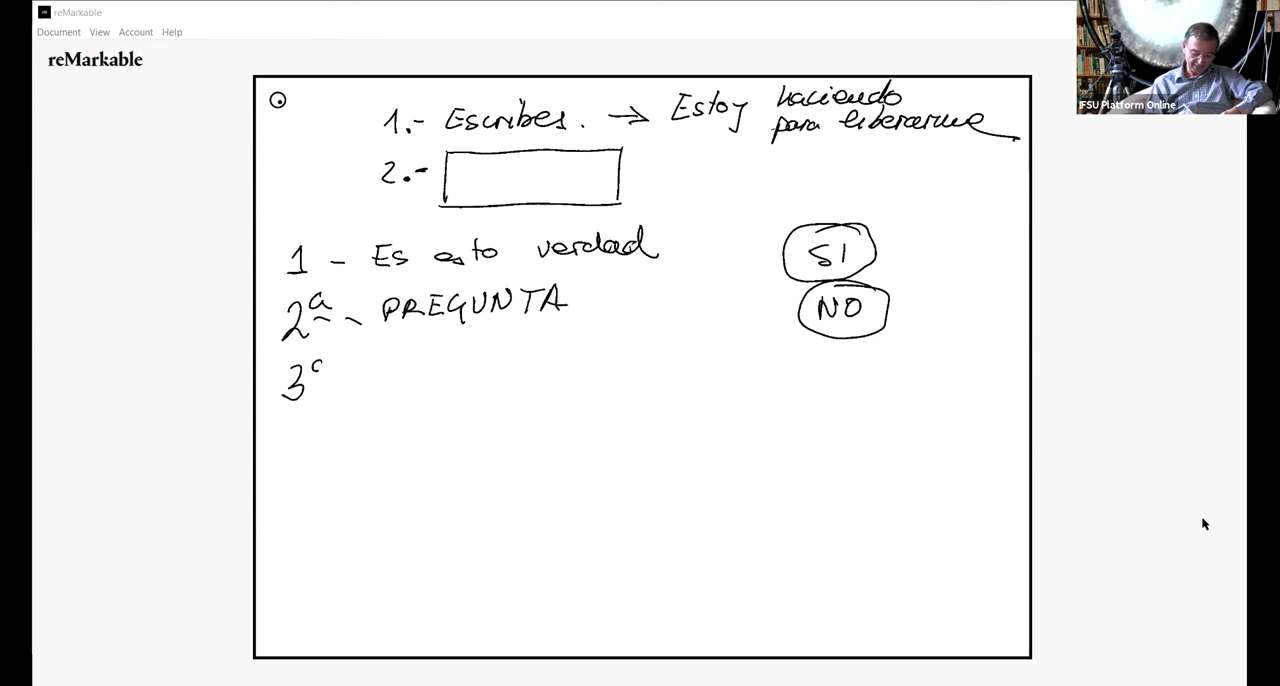 reMarkable
Document View Account Help
reMarkable
IFSU Platform Online
1.- Escribes. → Estoy haciendo
para liberarme
2.-
1 - Es esto verdad SI
2ª - PREGUNTA NO
3ª